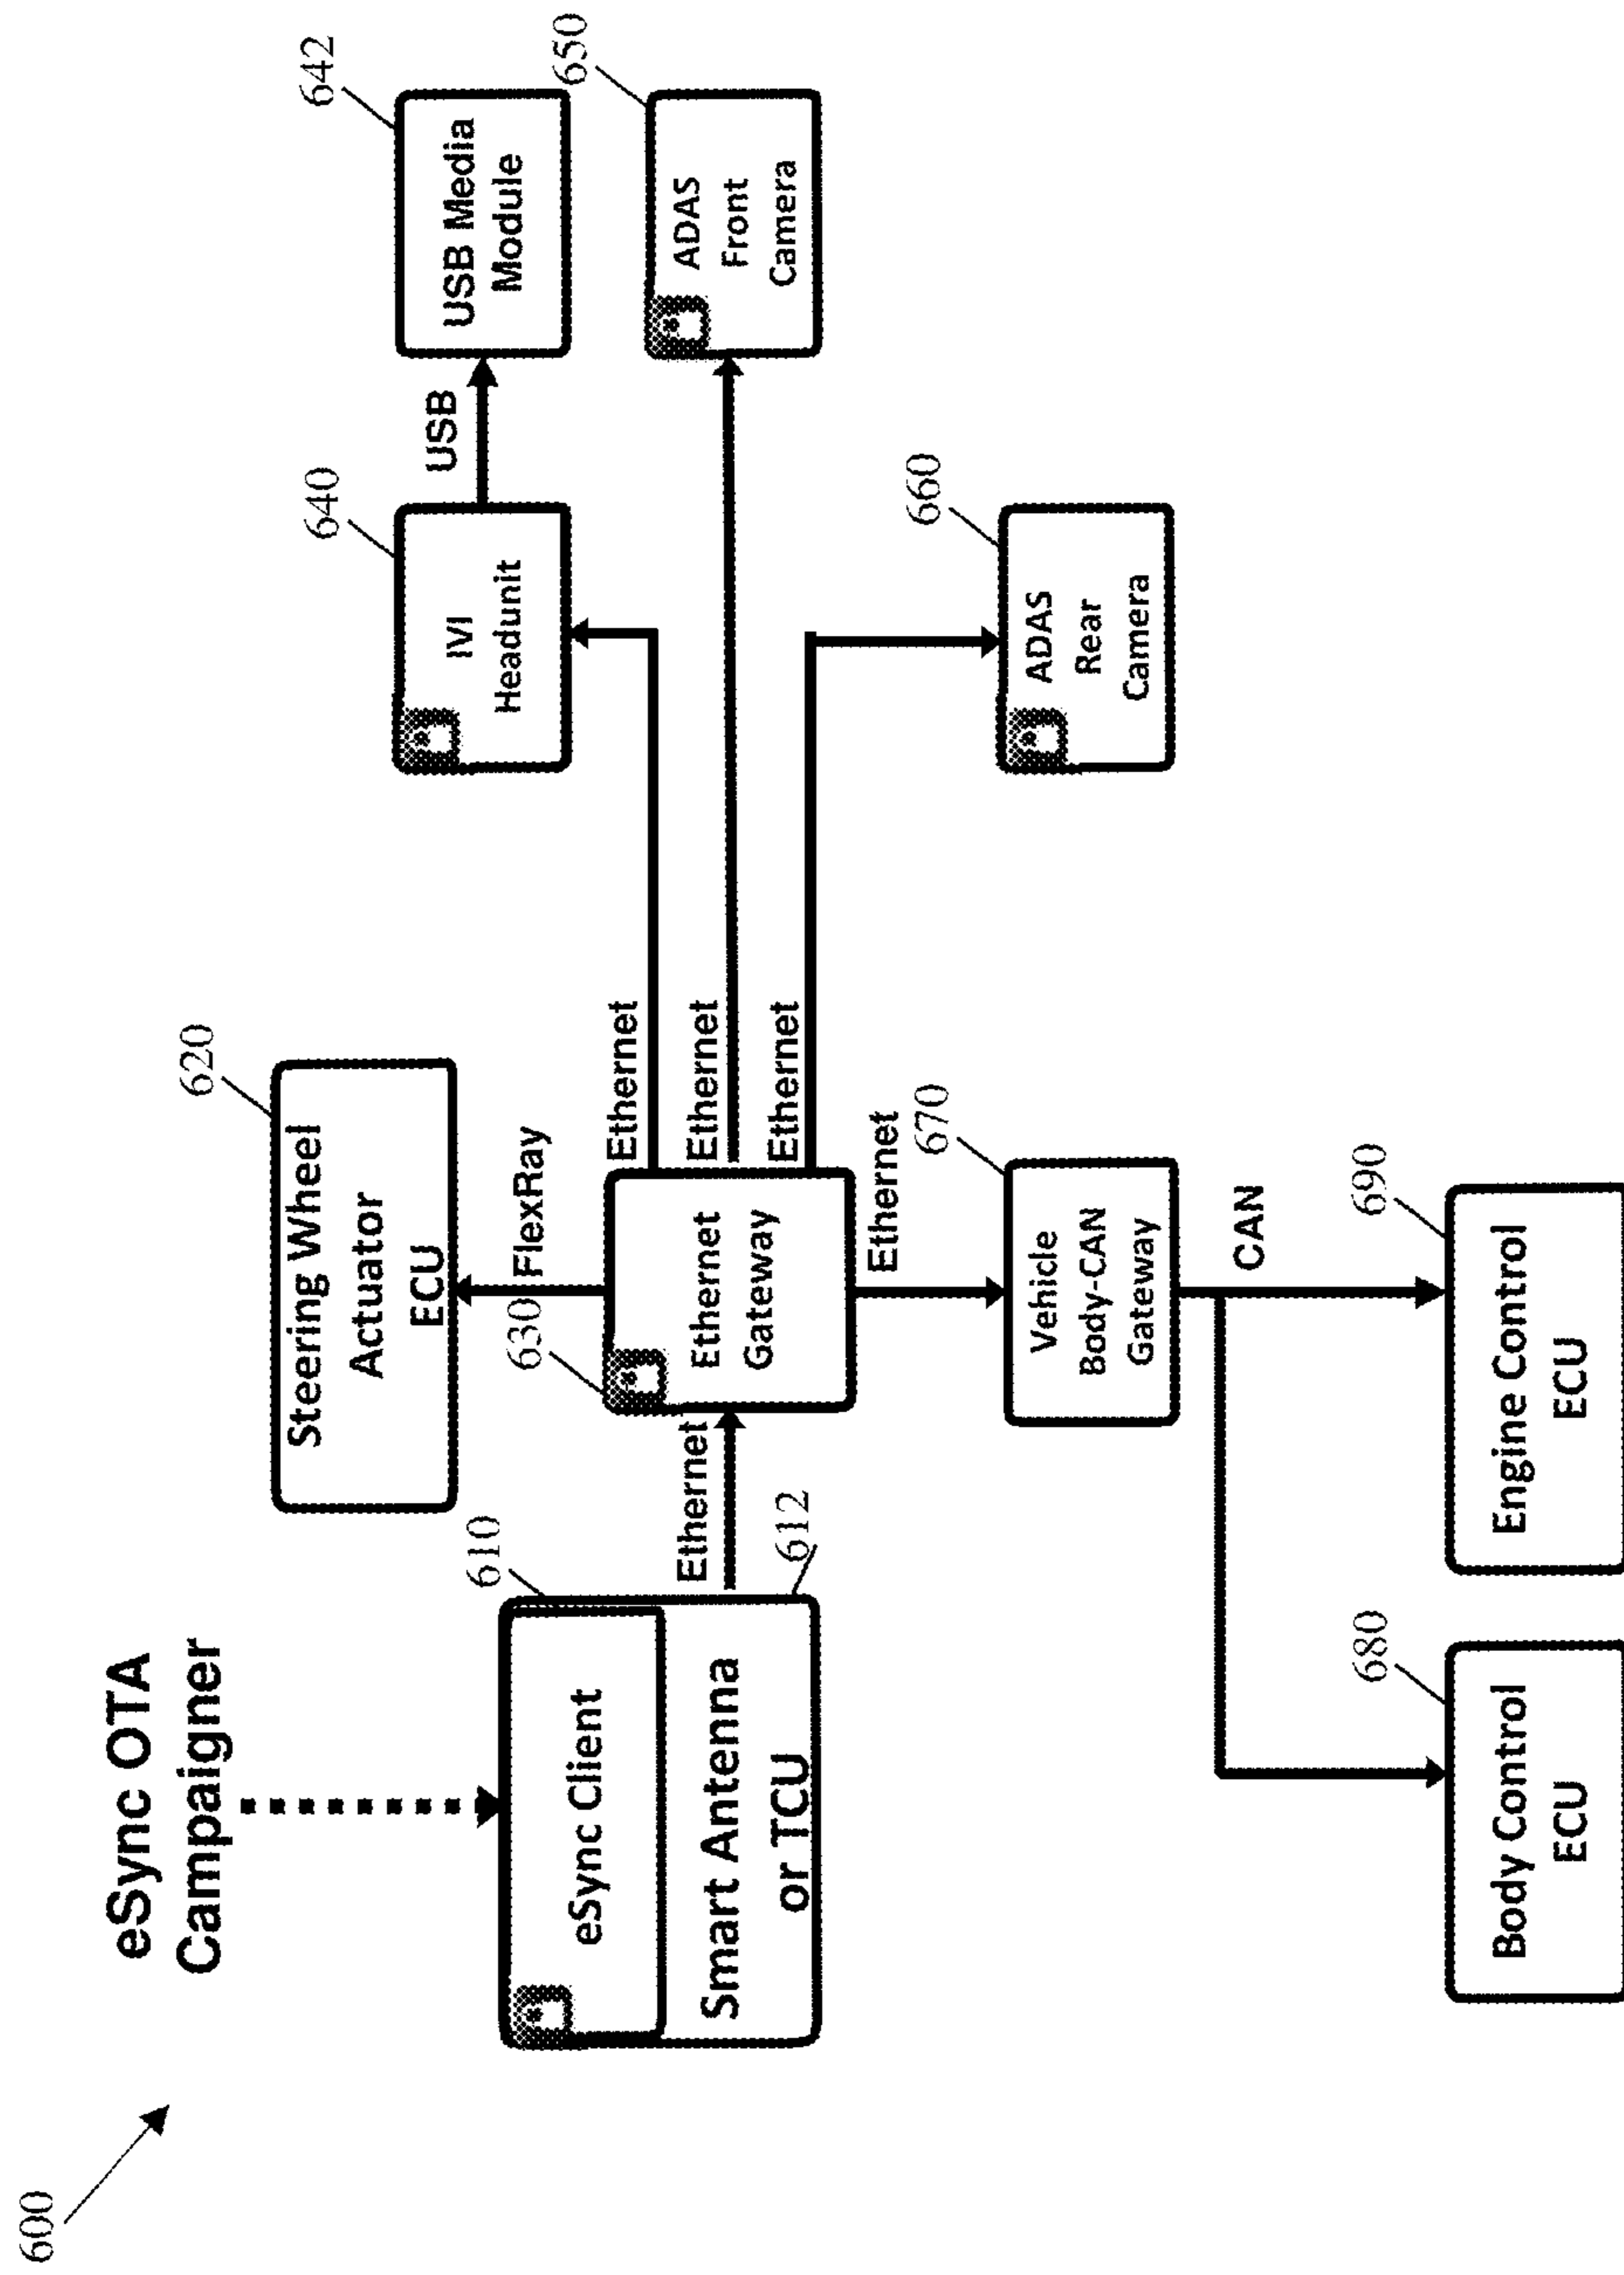 600
eSync OTA
Campaigner
610
eSync Client
Smart Antenna
or TCU
612
Ethernet
620
Steering Wheel
Actuator
ECU
FlexRay
630
Ethernet
Gateway
Ethernet
Ethernet
Ethernet
Ethernet
640
IVI
Headunit
USB
642
USB Media
Module
650
ADAS
Front
Camera
660
ADAS
Rear
Camera
670
Vehicle
Body-CAN
Gateway
CAN
680
Body Control
ECU
690
Engine Control
ECU